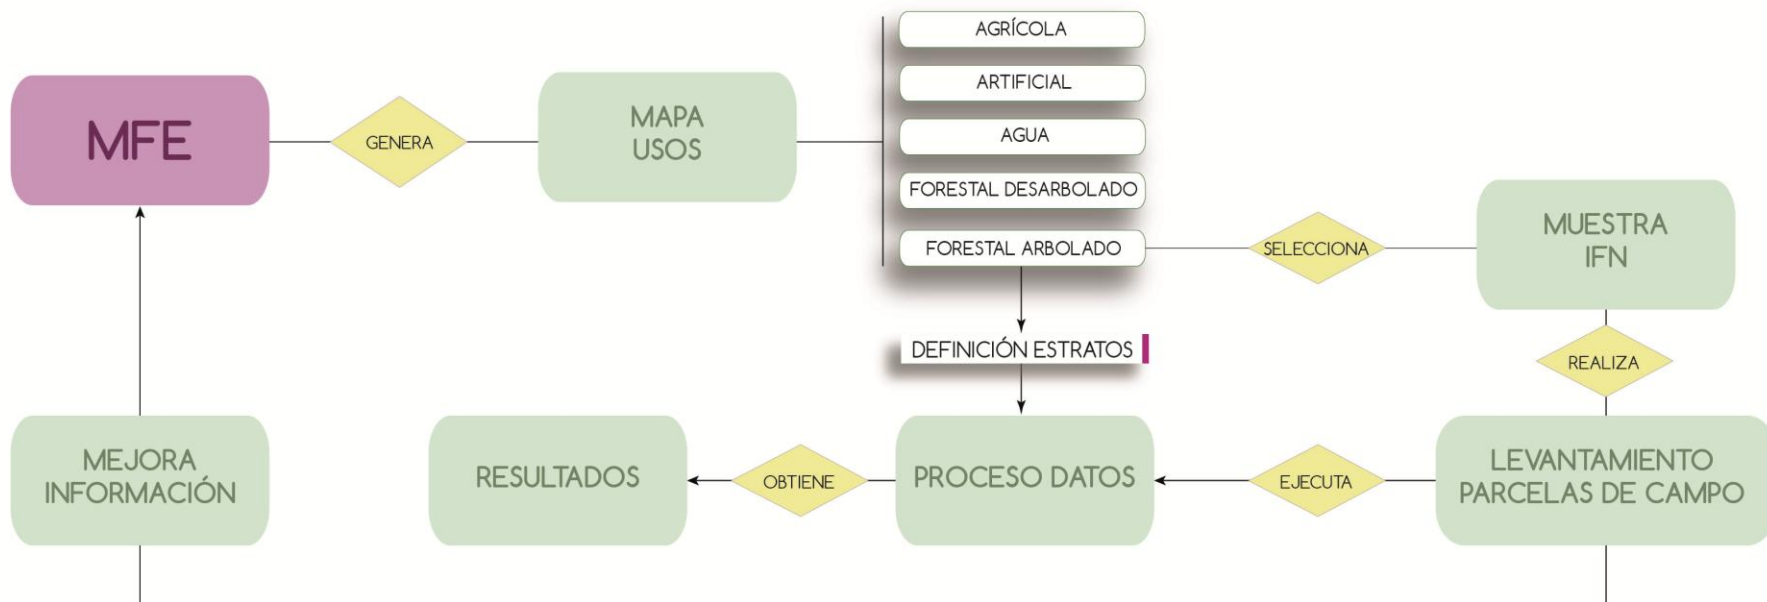 MFE
GENERA
MAPA
USOS
AGRÍCOLA
ARTIFICIAL
AGUA
FORESTAL DESARBOLADO
FORESTAL ARBOLADO
SELECCIONA
MUESTRA
IFN
DEFINICIÓN ESTRATOS
REALIZA
MEJORA
INFORMACIÓN
RESULTADOS
OBTIENE
PROCESO DATOS
EJECUTA
LEVANTAMIENTO
PARCELAS DE CAMPO